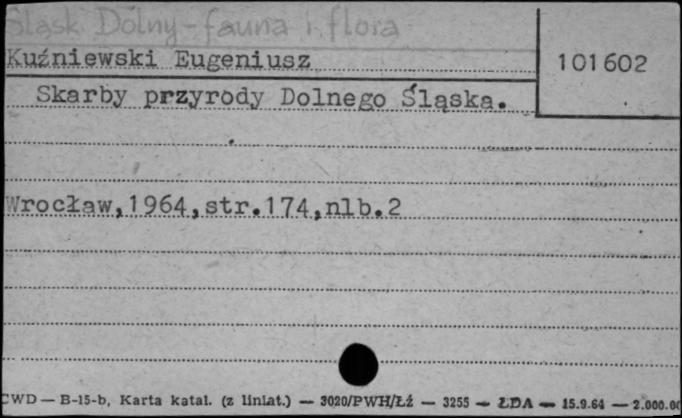 Śląsk Dolny - fauna i flora
Kuźniewski Eugeniusz
101602
Skarby przyrody Dolnego Śląska.
Wrocław,1964,str.174,nlb.2
CWD — B-15-b, Karta katal. (z liniat.) — 3020/PWH/Łź — 3255 — ŁDA — 15.9.64 — 2.000.00